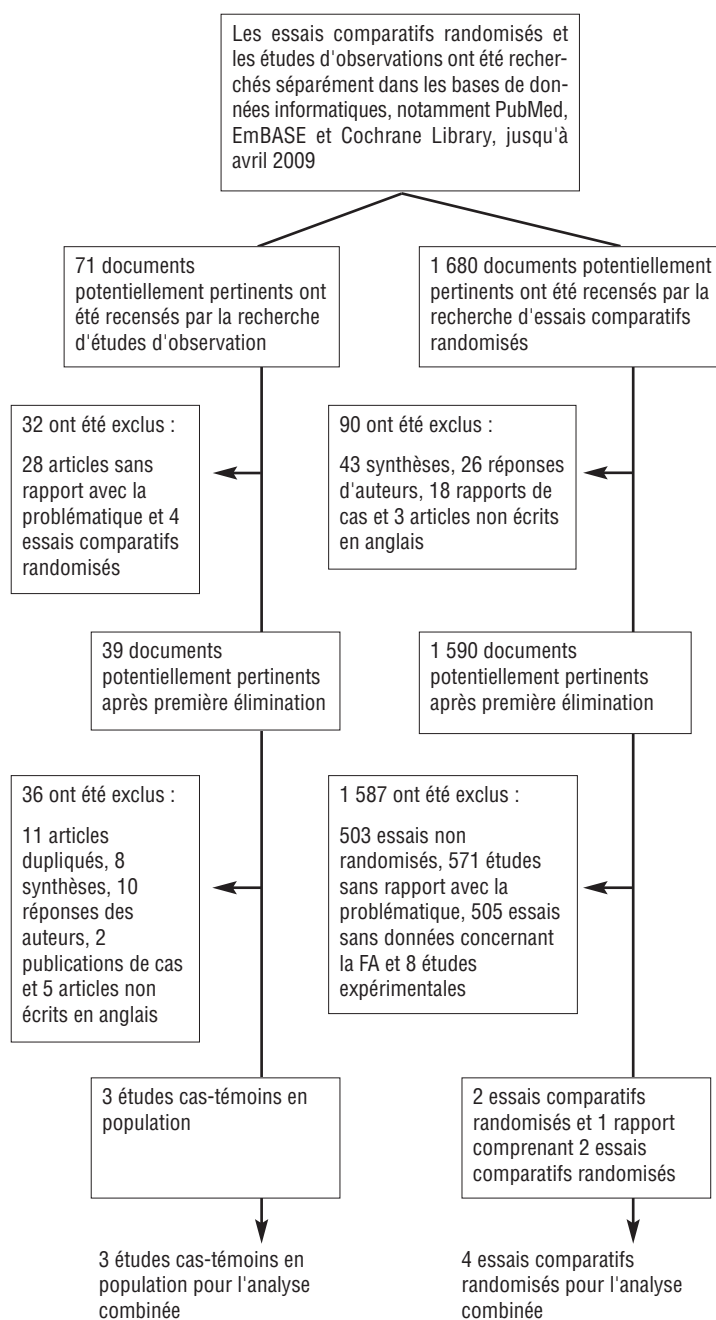 Les essais comparatifs randomisés et
les études d'observations ont été recher-
chés séparément dans les bases de don-
nées informatiques, notamment PubMed,
EmBASE et Cochrane Library, jusqu'à
avril 2009
71 documents
potentiellement pertinents ont
été recensés par la recherche
d'études d'observation
1 680 documents potentiellement
pertinents ont été recensés par la
recherche d'essais comparatifs
randomisés
32 ont été exclus :
28 articles sans
rapport avec la
problématique et 4
essais comparatifs
randomisés
90 ont été exclus :
43 synthèses, 26 réponses
d'auteurs, 18 rapports de
cas et 3 articles non écrits
en anglais
39 documents
potentiellement pertinents
après première élimination
1 590 documents
potentiellement pertinents
après première élimination
36 ont été exclus :
11 articles
dupliqués, 8
synthèses, 10
réponses des
auteurs, 2
publications de cas
et 5 articles non
écrits en anglais
1 587 ont été exclus :
503 essais non
randomisés, 571 études
sans rapport avec la
problématique, 505 essais
sans données concernant
la FA et 8 études
expérimentales
3 études cas-témoins en
population
2 essais comparatifs
randomisés et 1 rapport
comprenant 2 essais
comparatifs randomisés
3 études cas-témoins en
population pour l'analyse
combinée
4 essais comparatifs
randomisés pour l'analyse
combinée